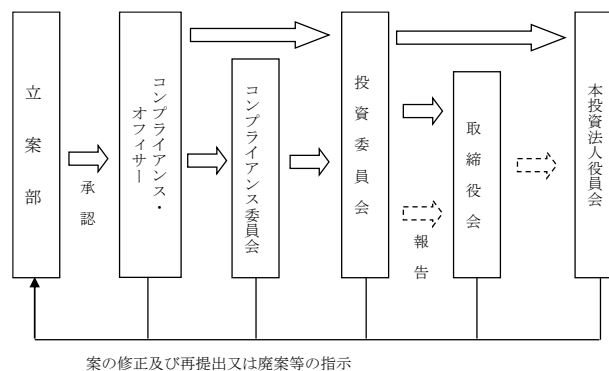 立案部
承認
コンプライアンス・
オフィサー
コンプライアンス委員会
投資委員会
報告
取締役会
本投資法人役員会
案の修正及び再提出又は廃案等の指示